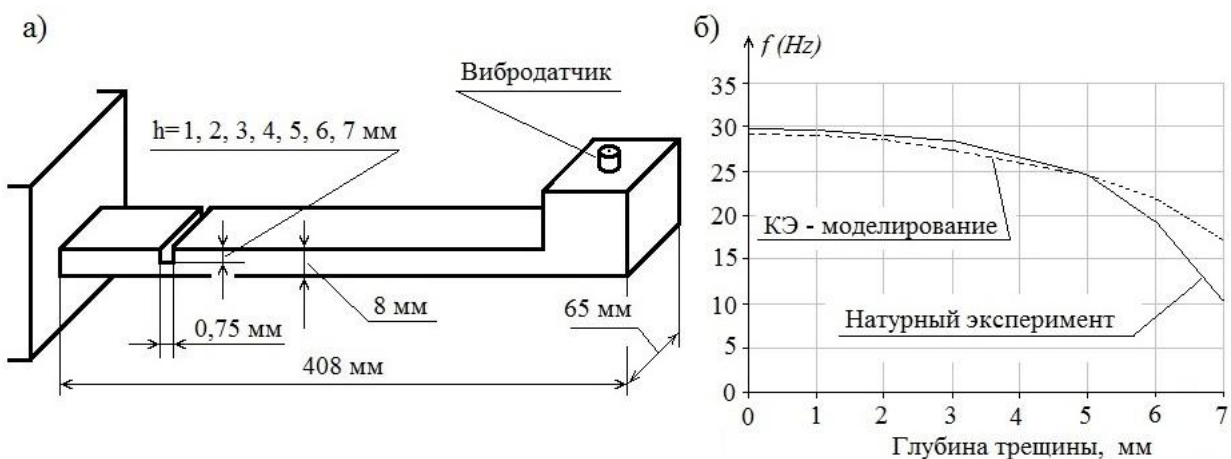 а)
Вибродатчик
h=1, 2, 3, 4, 5, 6, 7 мм
8 мм
0,75 мм
65 мм
408 мм
б)
f (Hz)
35
30
25
20
15
10
5
0
КЭ - моделирование
Натурный эксперимент
0 1 2 3 4 5 6 7
Глубина трещины, мм